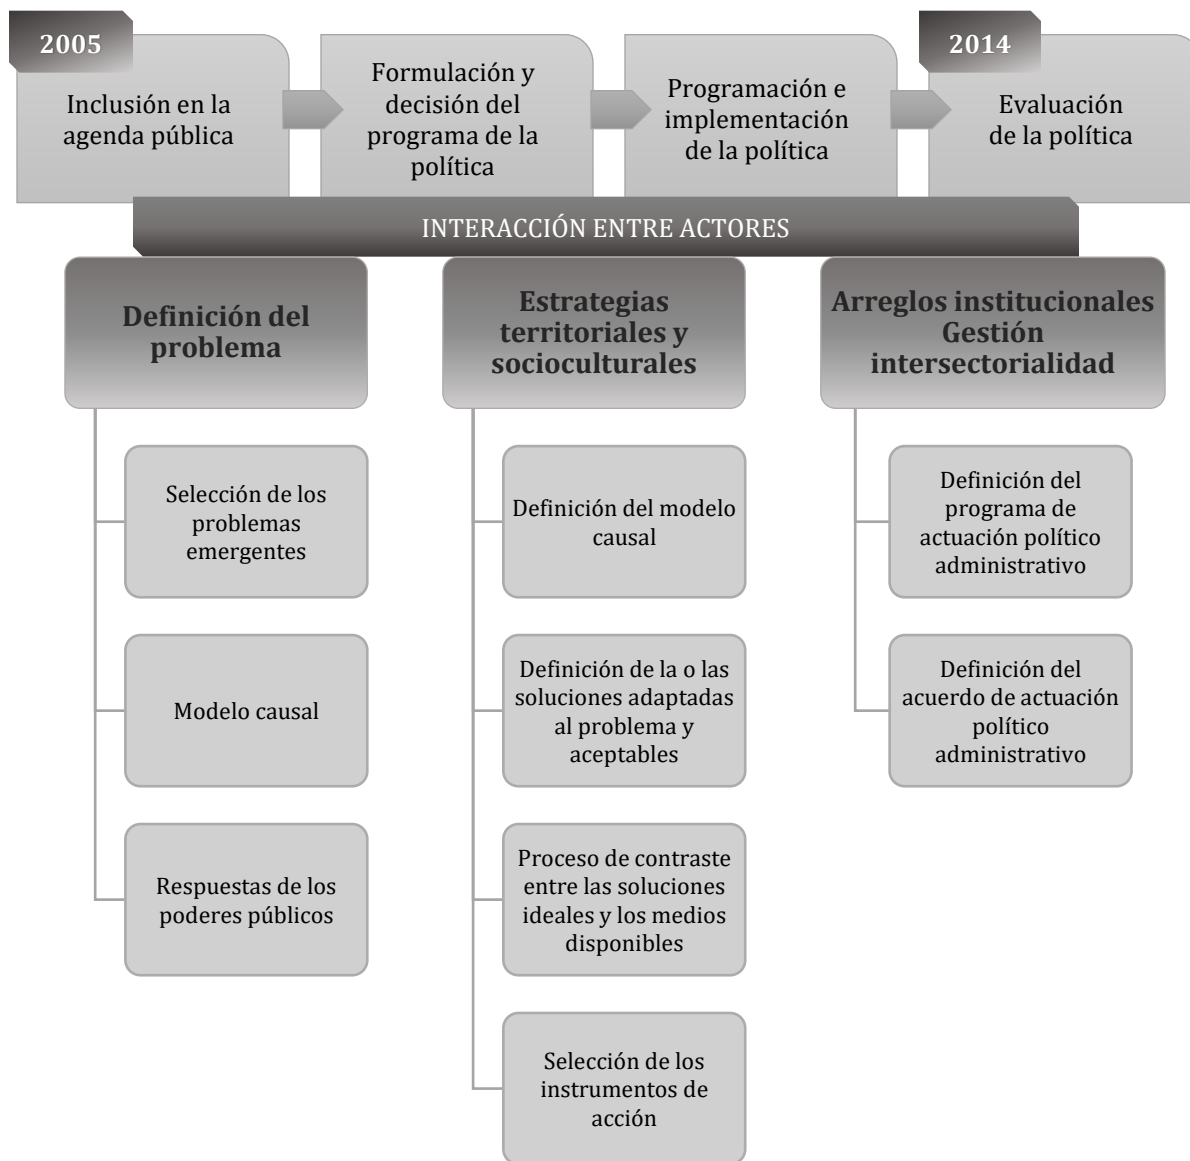 2005
Inclusión en la
agenda pública
Formulación y
decisión del
programa de la
política
Programación e
implementación
de la política
2014
Evaluación
de la política
INTERACCIÓN ENTRE ACTORES
Definición del
problema
Selección de los
problemas
emergentes
Modelo causal
Respuestas de los
poderes públicos
Estrategias
territoriales y
socioculturales
Definición del modelo
causal
Definición de la o las
soluciones adaptadas
al problema y
aceptables
Proceso de contraste
entre las soluciones
ideales y los medios
disponibles
Selección de los
instrumentos de
acción
Arreglos institucionales
Gestión
intersectorialidad
Definición del
programa de
actuación político
administrativo
Definición del
acuerdo de actuación
político
administrativo